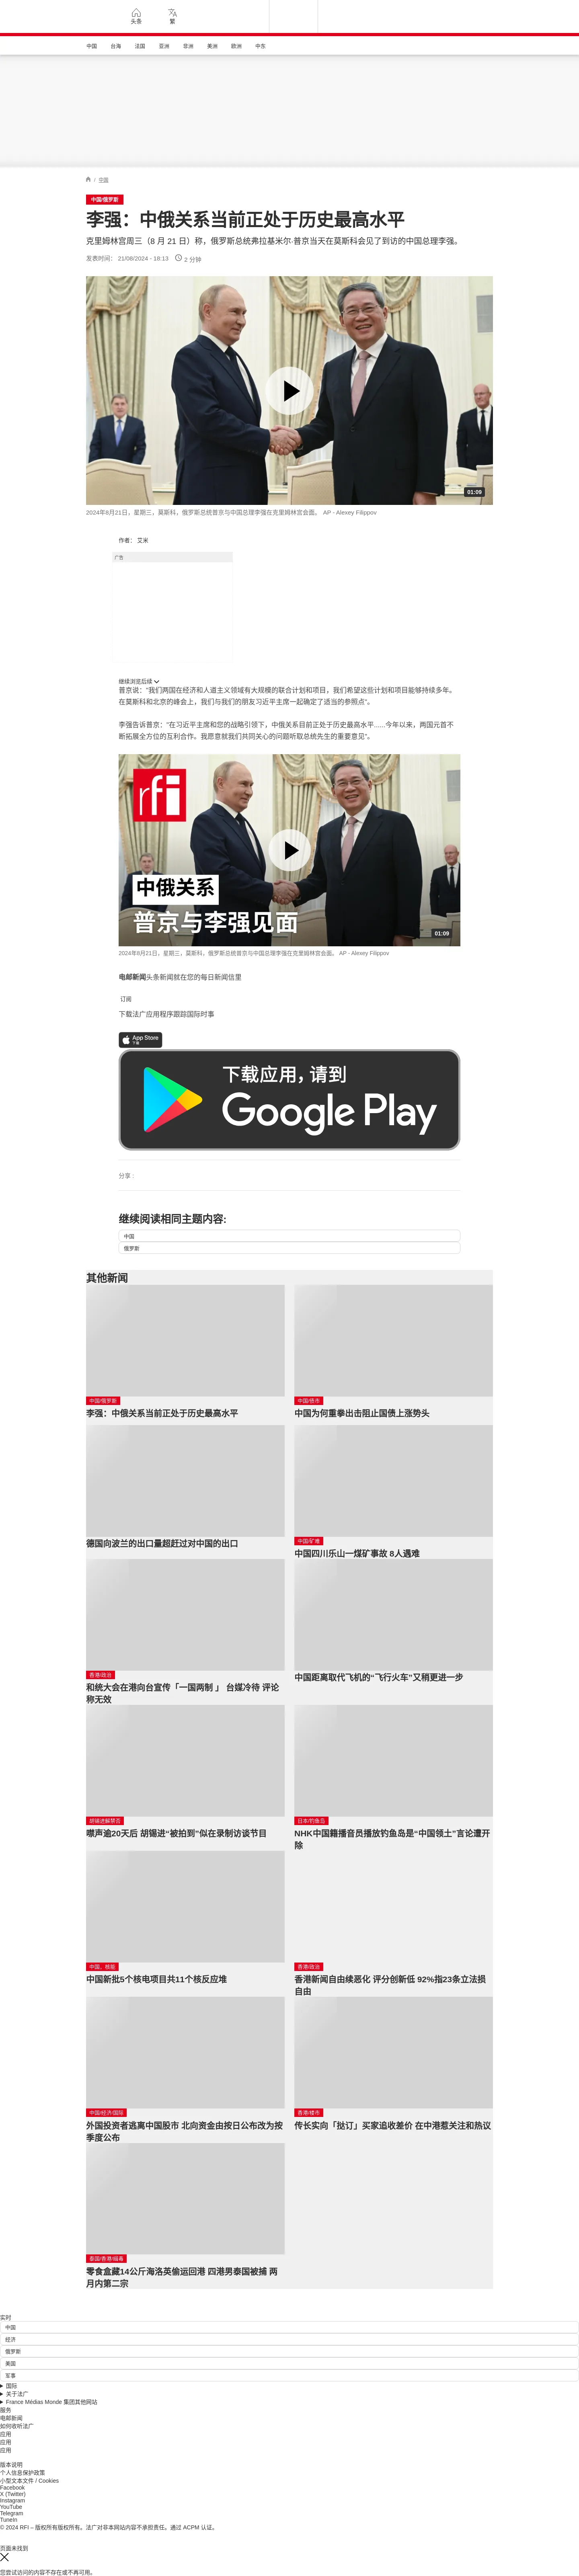 头条
繁
中国
台海
法国
亚洲
非洲
美洲
欧洲
中东
/ 中国
中国/俄罗斯
李强：中俄关系当前正处于历史最高水平
克里姆林宫周三（8 月 21 日）称，俄罗斯总统弗拉基米尔·普京当天在莫斯科会见了到访的中国总理李强。
发表时间： 21/08/2024 - 18:13 2 分钟
01:09
2024年8月21日，星期三，莫斯科，俄罗斯总统普京与中国总理李强在克里姆林宫会面。 AP - Alexey Filippov
作者： 艾米
广告
继续浏览后续
普京说：“我们两国在经济和人道主义领域有大规模的联合计划和项目，我们希望这些计划和项目能够持续多年。
在莫斯科和北京的峰会上，我们与我们的朋友习近平主席一起确定了适当的参照点”。
李强告诉普京：”在习近平主席和您的战略引领下，中俄关系目前正处于历史最高水平......今年以来，两国元首不
断拓展全方位的互利合作。我愿意就我们共同关心的问题听取总统先生的重要意见”。
rfi
中俄关系
普京与李强见面
01:09
2024年8月21日，星期三，莫斯科，俄罗斯总统普京与中国总理李强在克里姆林宫会面。 AP - Alexey Filippov
电邮新闻头条新闻就在您的每日新闻信里
订阅
下载法广应用程序跟踪国际时事
App Store
下载
下载应用，请到
Google Play
分享 :
继续阅读相同主题内容:
中国
俄罗斯
其他新闻
中国/俄罗斯
李强：中俄关系当前正处于历史最高水平
中国/债市
中国为何重拳出击阻止国债上涨势头
德国向波兰的出口量超赶过对中国的出口
中国/矿难
中国四川乐山一煤矿事故 8人遇难
香港/政治
和统大会在港向台宣传「一国两制 」 台媒冷待 评论
称无效
中国距离取代飞机的“飞行火车”又稍更进一步
胡锡进解禁否
噤声逾20天后 胡锡进“被拍到”似在录制访谈节目
日本/钓鱼岛
NHK中国籍播音员播放钓鱼岛是“中国领土”言论遭开
除
中国、核能
中国新批5个核电项目共11个核反应堆
香港/政治
香港新闻自由续恶化 评分创新低 92%指23条立法损
自由
中国/经济/国际
外国投资者逃离中国股市 北向资金由按日公布改为按
季度公布
香港/楼市
传长实向「挞订」买家追收差价 在中港惹关注和热议
泰国/香港/缉毒
零食盒藏14公斤海洛英偷运回港 四港男泰国被捕 两
月内第二宗
实时
中国
经济
俄罗斯
美国
军事
国际
关于法广
France Médias Monde 集团其他网站
服务
电邮新闻
如何收听法广
应用
应用
应用
版本说明
个人信息保护政策
小型文本文件 / Cookies
Facebook
X (Twitter)
Instagram
YouTube
Telegram
TuneIn
© 2024 RFI – 版权所有版权所有。法广对非本网站内容不承担责任。通过 ACPM 认证。
页面未找到
您尝试访问的内容不存在或不再可用。